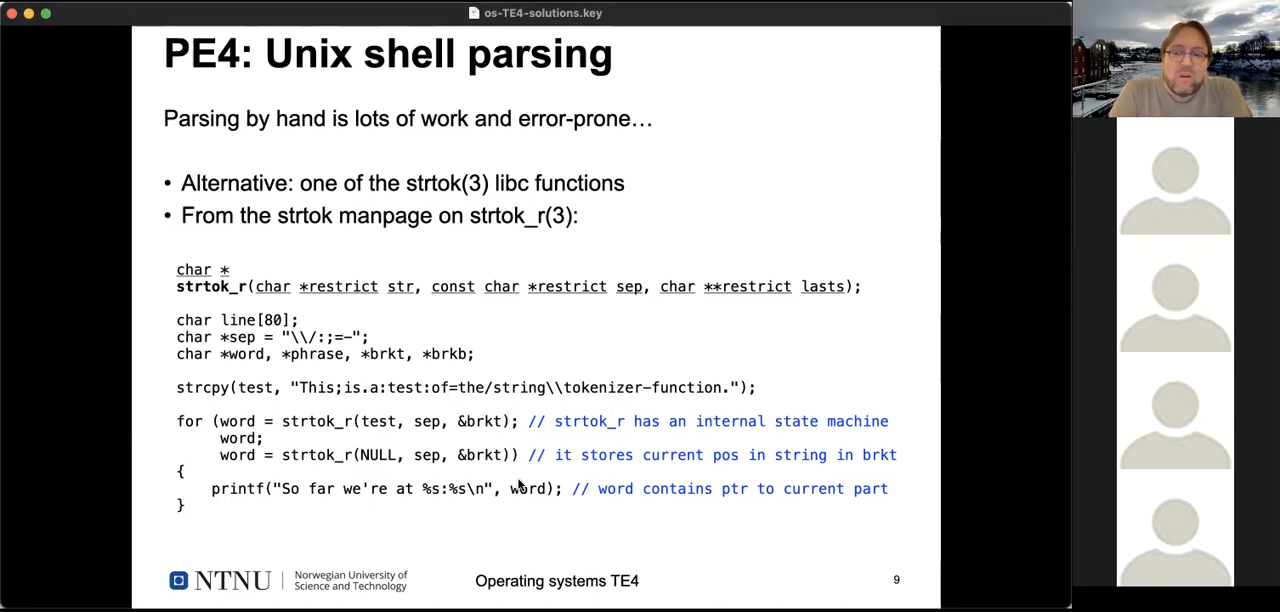 os-TE4-solutions.key
PE4: Unix shell parsing
Parsing by hand is lots of work and error-prone…
• Alternative: one of the strtok(3) libc functions
• From the strtok manpage on strtok_r(3):
char *
strtok_r(char *restrict str, const char *restrict sep, char **restrict lasts);
char line[80];
char *sep = "\\/:;=-";
char *word, *phrase, *brkt, *brkb;
strcpy(test, "This;is.a:test:of=the/string\\tokenizer-function.");
for (word = strtok_r(test, sep, &brkt); // strtok_r has an internal state machine
word;
word = strtok_r(NULL, sep, &brkt)) // it stores current pos in string in brkt
{
printf("So far we're at %s:%s\n", word); // word contains ptr to current part
}
NTNU
Norwegian University of
Science and Technology
Operating systems TE4
9